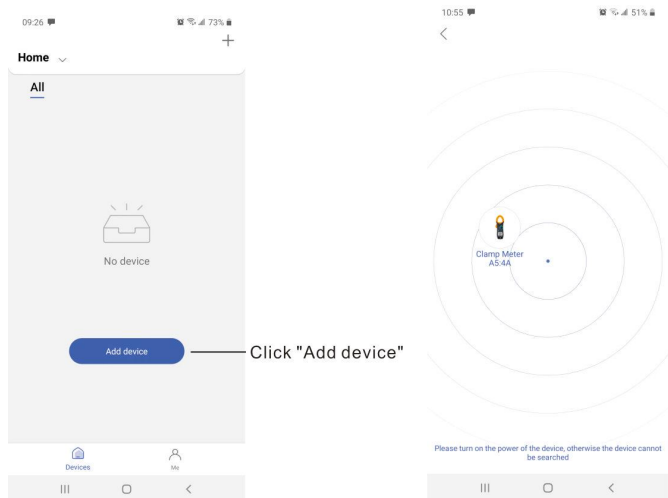 09:26
73%
+
Home
All
No device
Add device
Click "Add device"
Devices
Me
10:55
51%
Clamp Meter
A5:4A
Please turn on the power of the device, otherwise the device cannot
be searched